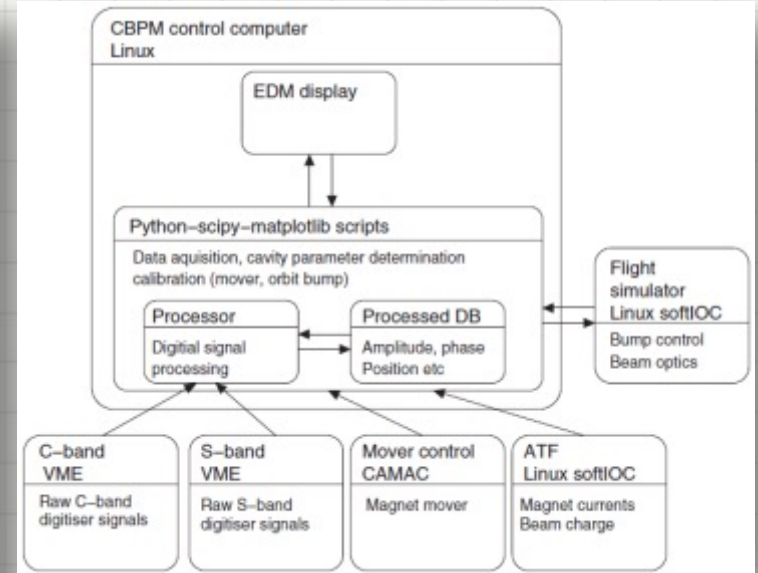 CBPM control computer
Linux
EDM display
Python-scipy-matplotlib scripts
Data aquisition, cavity parameter determination
calibration (mover, orbit bump)
Processor
Digitial signal
processing
Processed DB
Amplitude, phase
Position etc
Flight
simulator
Linux softIOC
Bump control
Beam optics
C-band
VME
Raw C-band
digitiser signals
S-band
VME
Raw S-band
digitiser signals
Mover control
CAMAC
Magnet mover
ATF
Linux softIOC
Magnet currents
Beam charge